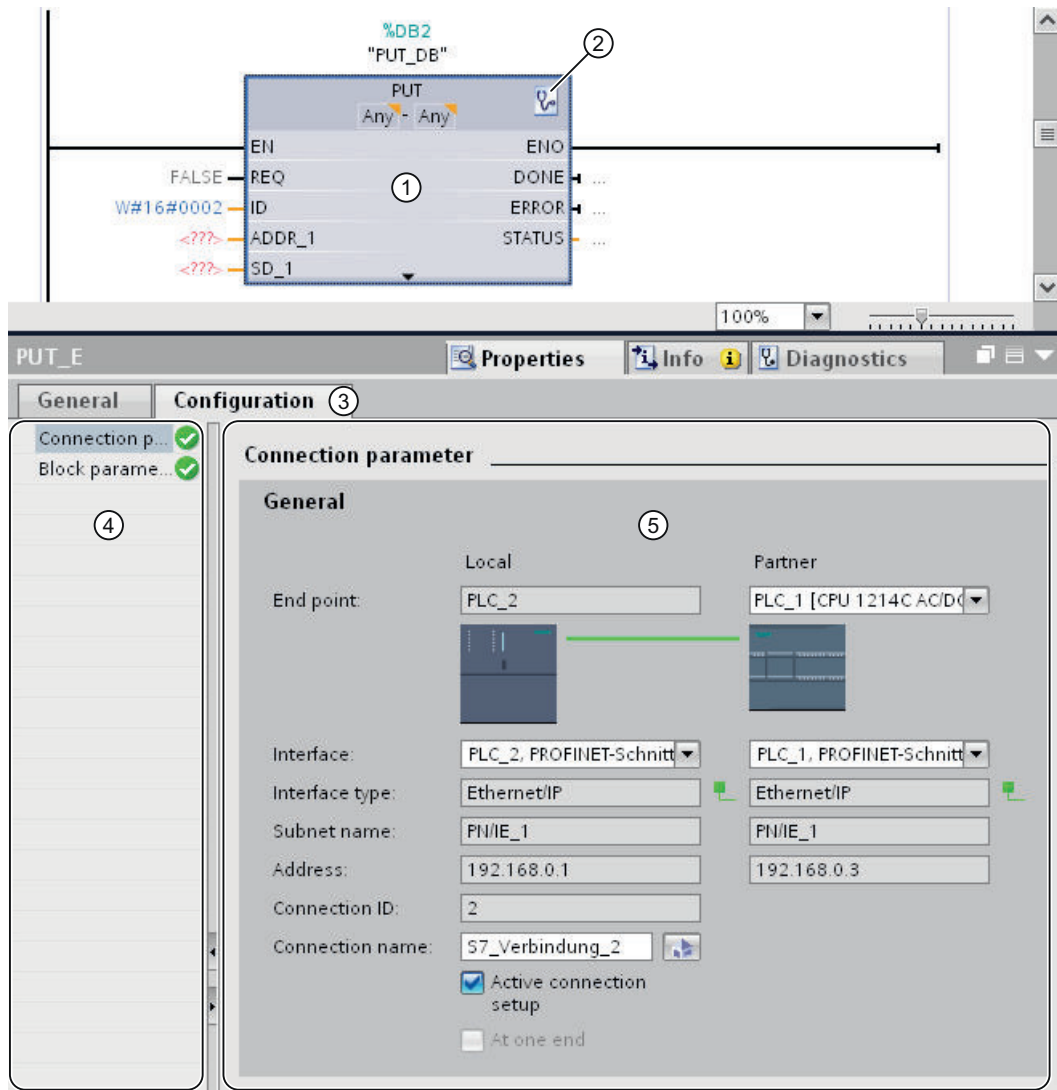 %DB2
"PUT_DB"
2
PUT
Any - Any
EN ENO
FALSE REQ 1 DONE ...
W#16#0002 ID ERROR ...
<???> ADDR_1 STATUS ...
<???> SD_1
100%
PUT_E Properties Info Diagnostics
General Configuration 3
Connection p...
Block parame...
4
Connection parameter
General
5
Local Partner
End point: PLC_2 PLC_1 [CPU 1214C AC/D
Interface: PLC_2, PROFINET-Schnitt PLC_1, PROFINET-Schnitt
Interface type: Ethernet/IP Ethernet/IP
Subnet name: PN/IE_1 PN/IE_1
Address: 192.168.0.1 192.168.0.3
Connection ID: 2
Connection name: S7_Verbindung_2
Active connection
setup
At one end